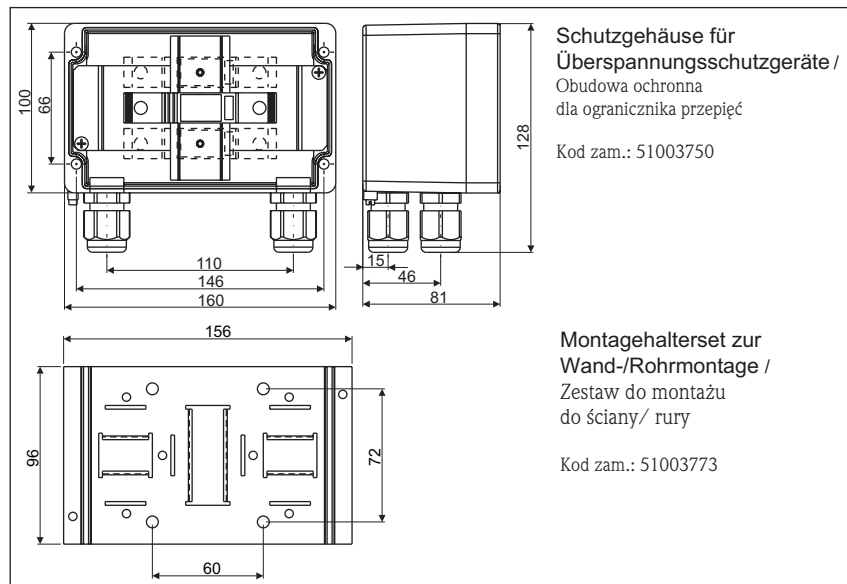 100
66
110
146
160
128
15
46
81
Schutzgehäuse für
Überspannungsschutzgeräte /
Obudowa ochronna
dla ogranicznika przepięć
Kod zam.: 51003750
156
96
72
60
Montagehalterset zur
Wand-/Rohrmontage /
Zestaw do montażu
do ściany/ rury
Kod zam.: 51003773